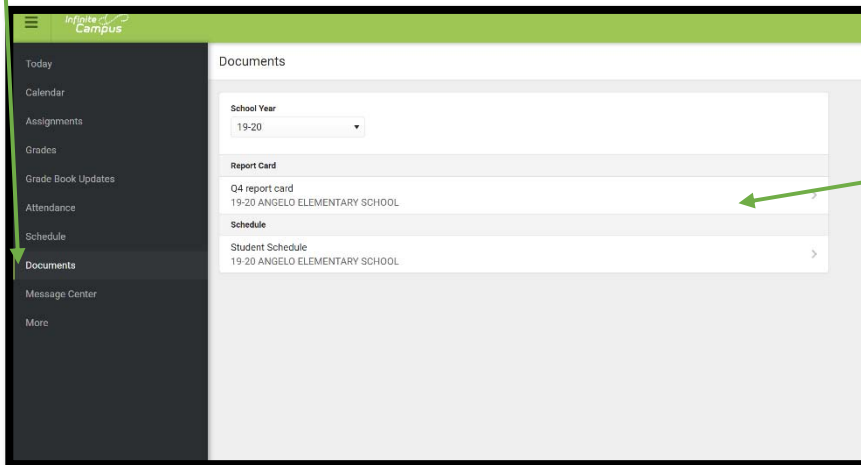 Infinite
Campus
Today
Calendar
Assignments
Grades
Grade Book Updates
Attendance
Schedule
Documents
Message Center
More
Documents
School Year
19-20
Report Card
Q4 report card
19-20 ANGELO ELEMENTARY SCHOOL
Schedule
Student Schedule
19-20 ANGELO ELEMENTARY SCHOOL